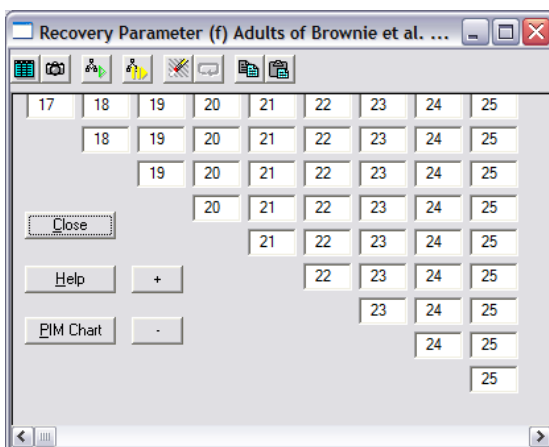 Recovery Parameter (f) Adults of Brownie et al. ...
17 18 19 20 21 22 23 24 25
18 19 20 21 22 23 24 25
19 20 21 22 23 24 25
20 21 22 23 24 25
Close
21 22 23 24 25
Help + 22 23 24 25
23 24 25
PIM Chart -
24 25
25